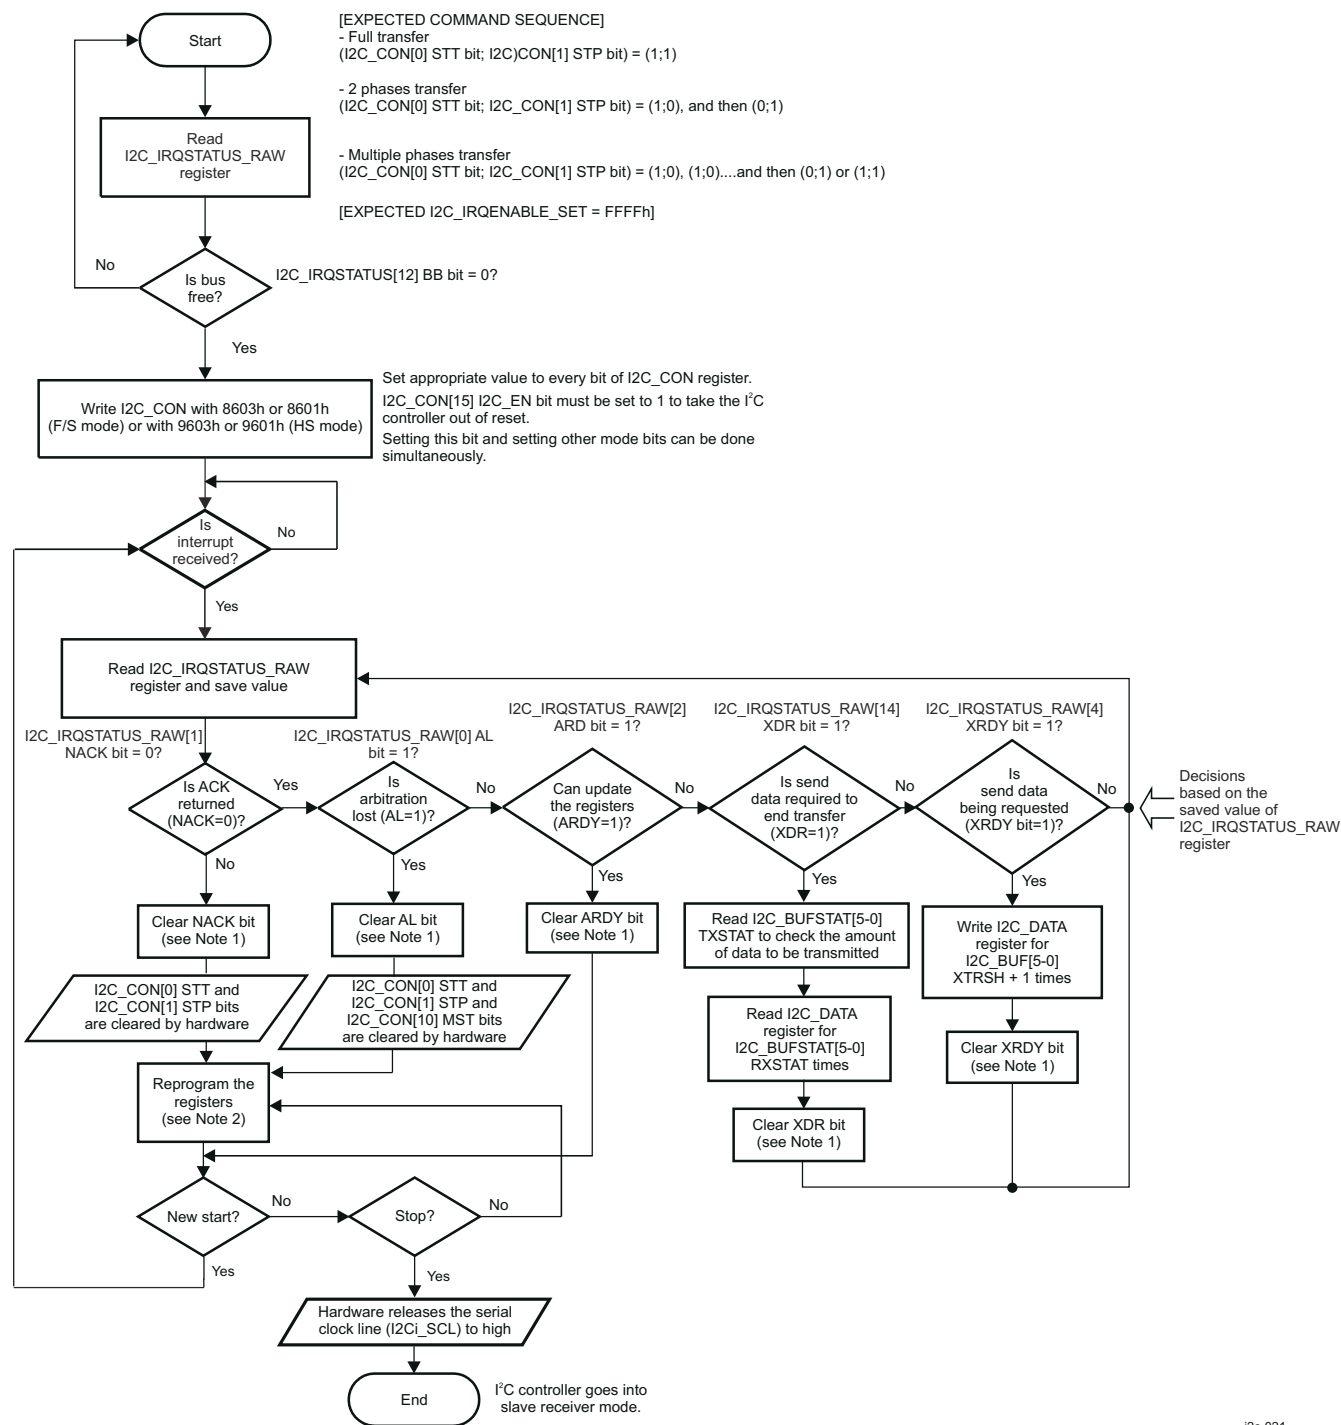 Start
[EXPECTED COMMAND SEQUENCE]
- Full transfer
(I2C_CON[0] STT bit; I2C)CON[1] STP bit) = (1;1)
- 2 phases transfer
(I2C_CON[0] STT bit; I2C_CON[1] STP bit) = (1;0), and then (0;1)
- Multiple phases transfer
(I2C_CON[0] STT bit; I2C_CON[1] STP bit) = (1;0), (1;0)....and then (0;1) or (1;1)
[EXPECTED I2C_IRQENABLE_SET = FFFFh]
Read
I2C_IRQSTATUS_RAW
register
No
Is bus
free?
I2C_IRQSTATUS[12] BB bit = 0?
Yes
Write I2C_CON with 8603h or 8601h
(F/S mode) or with 9603h or 9601h (HS mode)
Set appropriate value to every bit of I2C_CON register.
I2C_CON[15] I2C_EN bit must be set to 1 to take the I²C
controller out of reset.
Setting this bit and setting other mode bits can be done
simultaneously.
Is
interrupt
received?
No
Yes
Read I2C_IRQSTATUS_RAW
register and save value
I2C_IRQSTATUS_RAW[1]
NACK bit = 0?
Is ACK
returned
(NACK=0)?
Yes
No
I2C_IRQSTATUS_RAW[0] AL
bit = 1?
Is
arbitration
lost (AL=1)?
No
Yes
I2C_IRQSTATUS_RAW[2]
ARD bit = 1?
Can update
the registers
(ARDY=1)?
No
Yes
I2C_IRQSTATUS_RAW[14]
XDR bit = 1?
Is send
data required to
end transfer
(XDR=1)?
No
Yes
I2C_IRQSTATUS_RAW[4]
XRDY bit = 1?
Is
send data
being requested
(XRDY bit=1)?
No
Yes
Decisions
based on the
saved value of
I2C_IRQSTATUS_RAW
register
Clear NACK bit
(see Note 1)
Clear AL bit
(see Note 1)
Clear ARDY bit
(see Note 1)
Read I2C_BUFSTAT[5-0]
TXSTAT to check the amount
of data to be transmitted
Write I2C_DATA
register for
I2C_BUF[5-0]
XTRSH + 1 times
I2C_CON[0] STT and
I2C_CON[1] STP bits
are cleared by hardware
I2C_CON[0] STT and
I2C_CON[1] STP and
I2C_CON[10] MST bits
are cleared by hardware
Read I2C_DATA
register for
I2C_BUFSTAT[5-0]
RXSTAT times
Clear XRDY bit
(see Note 1)
Reprogram the
registers
(see Note 2)
Clear XDR bit
(see Note 1)
New start?
No
Yes
Stop?
No
Yes
Hardware releases the serial
clock line (I2Ci_SCL) to high
End
I²C controller goes into
slave receiver mode.